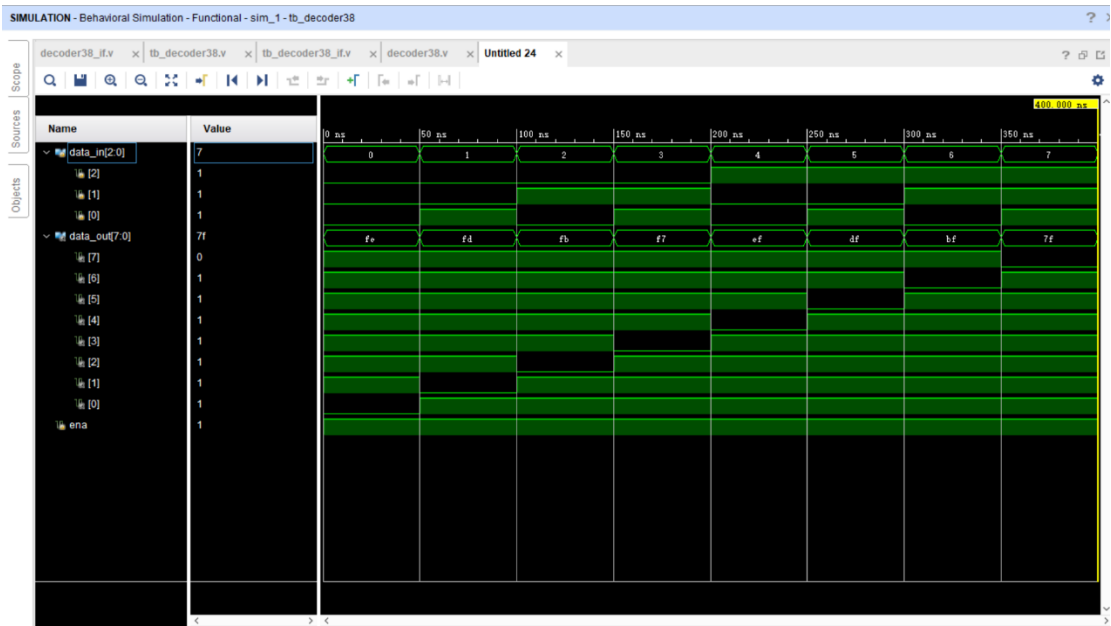 SIMULATION - Behavioral Simulation - Functional - sim_1 - tb_decoder38 ?
decoder38_if.v × tb_decoder38.v × tb_decoder38_if.v × decoder38.v × Untitled 24 × ?
Scope
Sources
Objects
400.000 ns
Name Value 0 ns 50 ns 100 ns 150 ns 200 ns 250 ns 300 ns 350 ns
data_in[2:0] 7 0 1 2 3 4 5 6 7
[2] 1
[1] 1
[0] 1
data_out[7:0] 7f fe fd fb f7 ef df bf 7f
[7] 0
[6] 1
[5] 1
[4] 1
[3] 1
[2] 1
[1] 1
[0] 1
ena 1